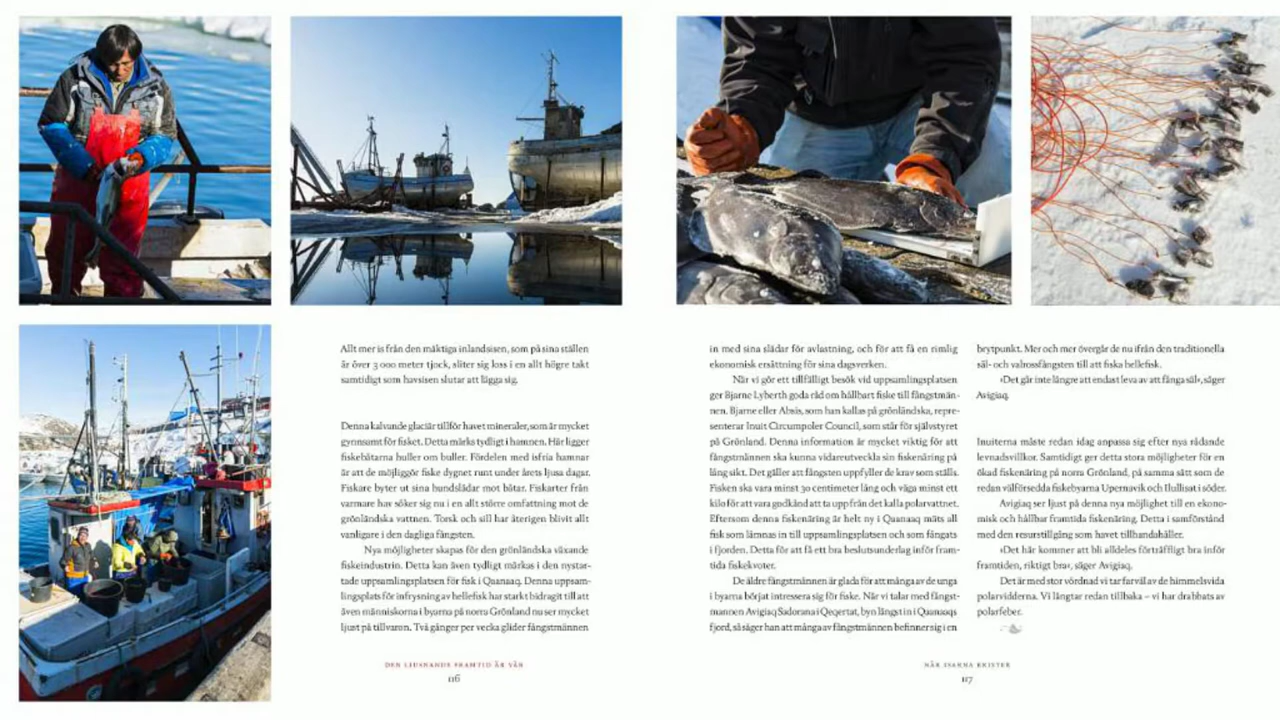 Allt mer is från den mäktiga inlandsisen, som på sina ställen
är över 3 000 meter tjock, sliter sig loss i en allt högre takt
samtidigt som havsisen slutar att lägga sig.
Denna kalvande glaciär tillför havet mineraler, som är mycket
gynnsamt för fisket. Detta märks tydligt i hamnen. Här ligger
fiskebåtarna huller om buller. Fördelen med isfria hamnar
är att de möjliggör fiske dygnet runt under årets ljusa dagar.
Fiskare byter ut sina hundslädar mot båtar. Fiskarter från
varmare hav söker sig nu i en allt större omfattning mot de
grönländska vattnen. Torsk och sill har återigen blivit allt
vanligare i den dagliga fångsten.
Nya möjligheter skapas för den grönländska växande
fiskeindustrin. Detta kan även tydligt märkas i den nystar-
tade uppsamlingsplatsen för fisk i Quanaaq. Denna uppsam-
lingsplats för infrysning av hellefisk har starkt bidragit till att
även människorna i byarna på norra Grönland nu ser mycket
ljust på tillvaron. Två gånger per vecka glider fångstmännen
DEN LJUSNANDE FRAMTID ÄR VÅR
116
in med sina slädar för avlastning, och för att få en rimlig
ekonomisk ersättning för sina dagsverken.
När vi gör ett tillfälligt besök vid uppsamlingsplatsen
ger Bjarne Lyberth goda råd om hållbart fiske till fångstmän-
nen. Bjarne eller Absis, som han kallas på grönländska, repre-
senterar Inuit Circumpoler Council, som står för självstyret
på Grönland. Denna information är mycket viktig för att
fångstmännen ska kunna vidareutveckla sin fiskenäring på
lång sikt. Det gäller att fångsten uppfyller de krav som ställs.
Fisken ska vara minst 30 centimeter lång och väga minst ett
kilo för att vara godkänd att ta upp från det kalla polarvattnet.
Eftersom denna fiskenäring är helt ny i Quanaaq mäts all
fisk som lämnas in till uppsamlingsplatsen och som fångats
i fjorden. Detta för att få ett bra beslutsunderlag inför fram-
tida fiskekvoter.
De äldre fångstmännen är glada för att många av de unga
i byarna börjat intressera sig för fiske. När vi talar med fångst-
mannen Avigiaq Sadorana i Qeqertat, byn längst in i Quanaaqs
fjord, så säger han att många av fångstmännen befinner sig i en
brytpunkt. Mer och mer övergår de nu ifrån den traditionella
säl- och valrossfångsten till att fiska hellefisk.
›Det går inte längre att endast leva av att fånga säl‹, säger
Avigiaq.
Inuiterna måste redan idag anpassa sig efter nya rådande
levnadsvillkor. Samtidigt ger detta stora möjligheter för en
ökad fiskenäring på norra Grönland, på samma sätt som de
redan välförsedda fiskebyarna Upernavik och Ilullisat i söder.
Avigiaq ser ljust på denna nya möjlighet till en ekono-
misk och hållbar framtida fiskenäring. Detta i samförstånd
med den resurstillgång som havet tillhandahåller.
›Det här kommer att bli alldeles förträffligt bra inför
framtiden, riktigt bra‹, säger Avigiaq.
Det är med stor vördnad vi tar farväl av de himmelsvida
polarvidderna. Vi längtar redan tillbaka – vi har drabbats av
polarfeber.
NÄR ISARNA BRISTER
117